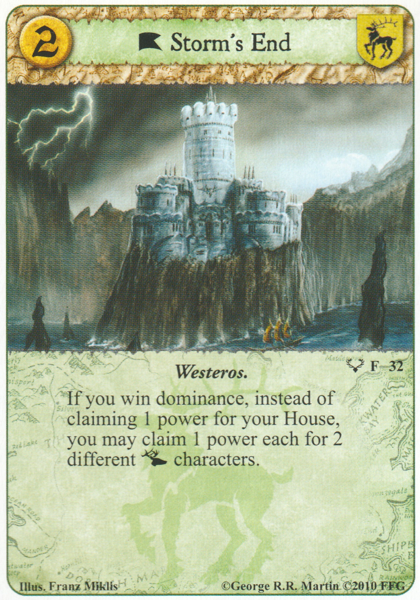 2
Storm's End
Westeros.
F 32
If you win dominance, instead of
claiming 1 power for your House,
you may claim 1 power each for 2
different characters.
Illus. Franz Miklis
©George R.R. Martin ©2010 FFG